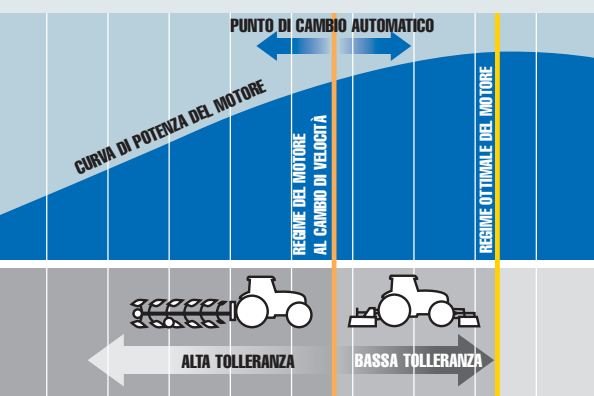 PUNTO DI CAMBIO AUTOMATICO
CURVA DI POTENZA DEL MOTORE
REGIME DEL MOTORE
AL CAMBIO DI VELOCITÀ
REGIME OTTIMALE DEL MOTORE
ALTA TOLLERANZA
BASSA TOLLERANZA